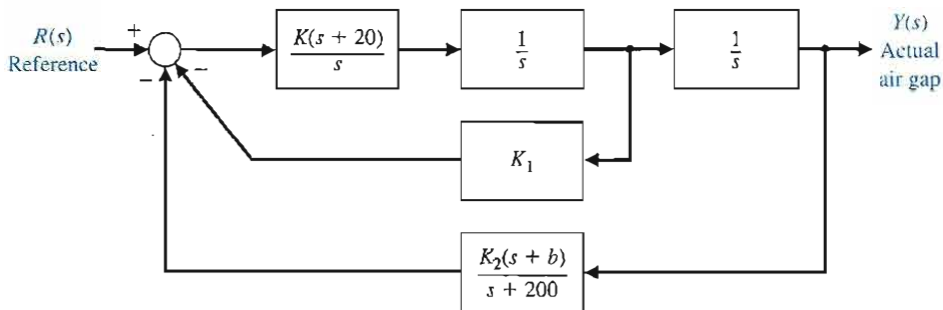 R(s)
Reference
+
−
−
K(s + 20)
s
1
s
1
s
Y(s)
Actual
air gap
K₁
K₂(s + b)
s + 200